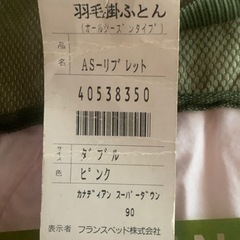 羽毛掛ふとん
(オールシーズンタイプ)
品名 AS-リブレット
40538350
サイズ ダブル
色 ピンク
カナディアン スーパーダウン
90
表示者 フランスベッド株式会社